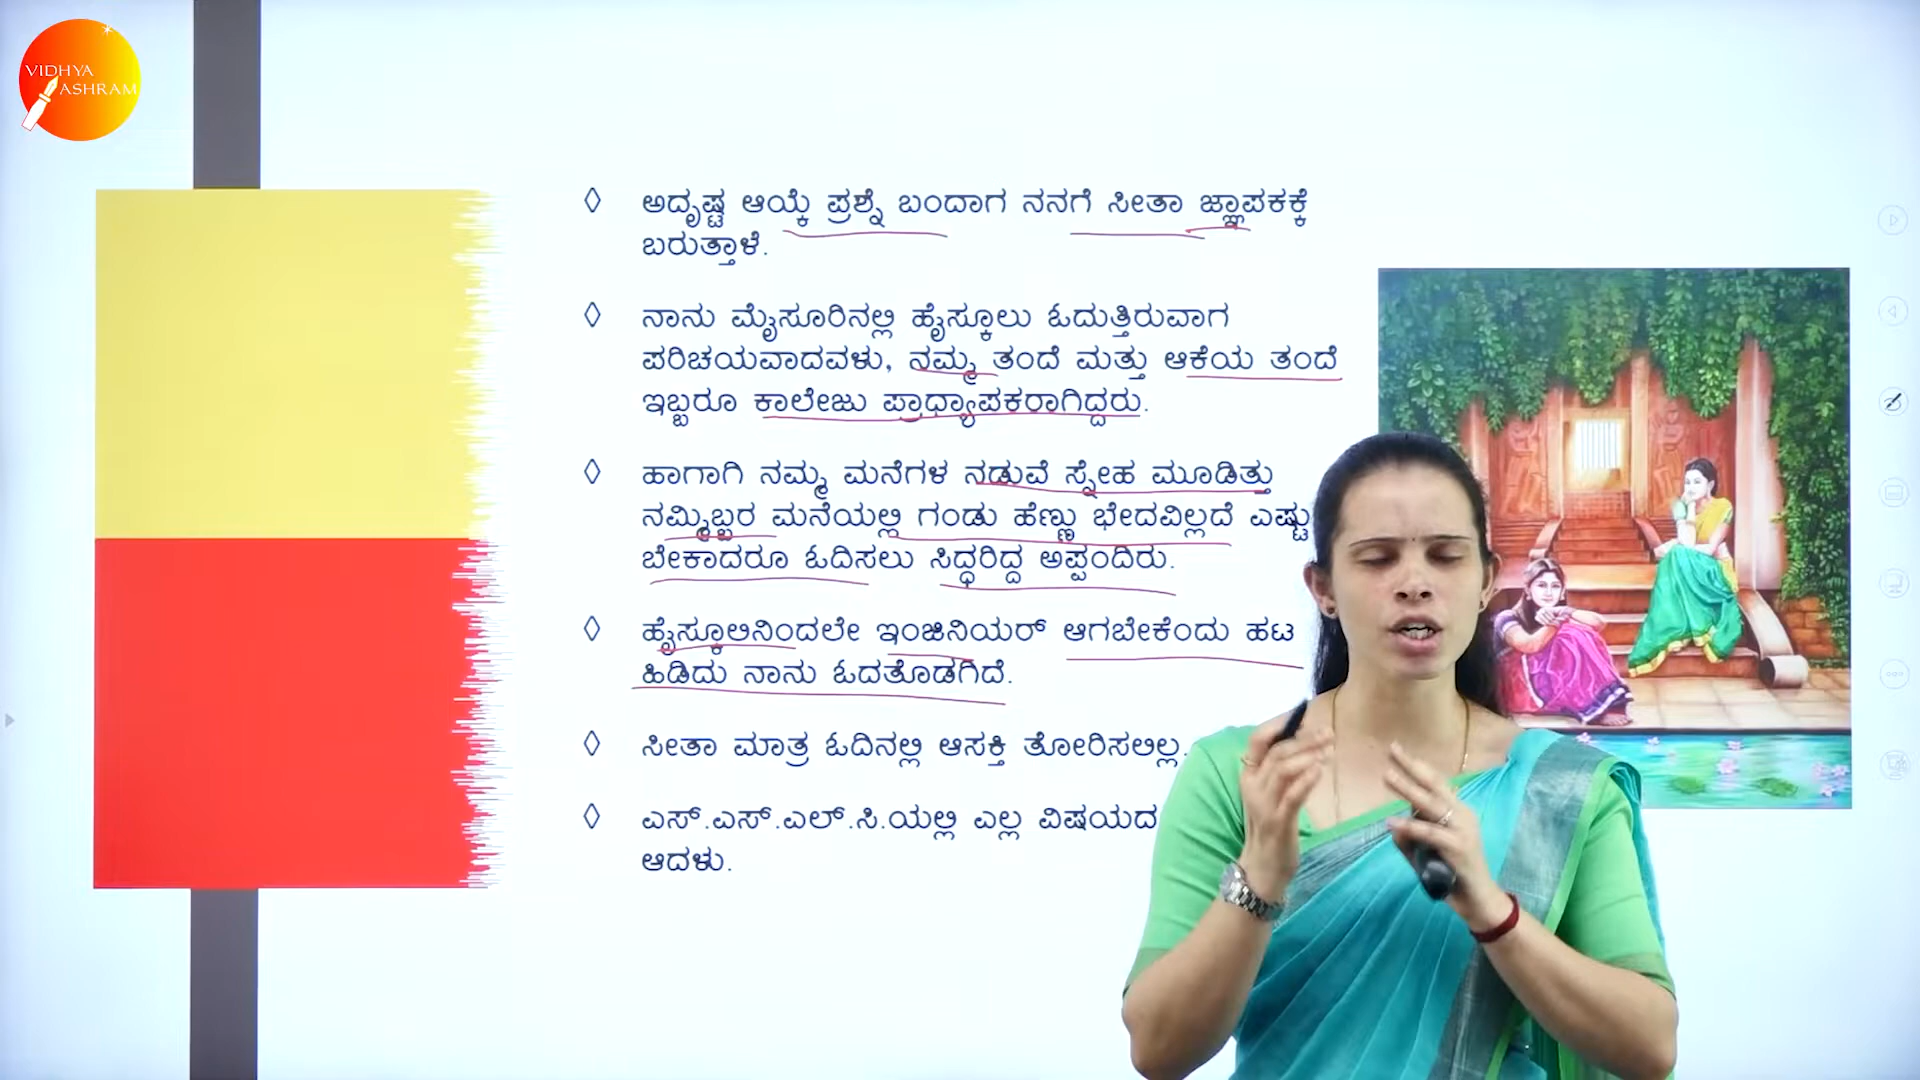 VIDHYA
ASHRAM
ಅದೃಷ್ಟ ಆಯ್ಕೆ ಪ್ರಶ್ನೆ ಬಂದಾಗ ನನಗೆ ಸೀತಾ ಜ್ಞಾಪಕಕ್ಕೆ
ಬರುತ್ತಾಳೆ.
ನಾನು ಮೈಸೂರಿನಲ್ಲಿ ಹೈಸ್ಕೂಲು ಓದುತ್ತಿರುವಾಗ
ಪರಿಚಯವಾದವಳು, ನಮ್ಮ ತಂದೆ ಮತ್ತು ಆಕೆಯ ತಂದೆ
ಇಬ್ಬರೂ ಕಾಲೇಜು ಪ್ರಾಧ್ಯಾಪಕರಾಗಿದ್ದರು.
ಹಾಗಾಗಿ ನಮ್ಮ ಮನೆಗಳ ನಡುವೆ ಸ್ನೇಹ ಮೂಡಿತ್ತು
ನಮ್ಮಿಬ್ಬರ ಮನೆಯಲ್ಲಿ ಗಂಡು ಹೆಣ್ಣು ಭೇದವಿಲ್ಲದೆ ಎಷ್ಟು
ಬೇಕಾದರೂ ಓದಿಸಲು ಸಿದ್ಧರಿದ್ದ ಅಪ್ಪಂದಿರು.
ಹೈಸ್ಕೂಲಿನಿಂದಲೇ ಇಂಜಿನಿಯರ್ ಆಗಬೇಕೆಂದು ಹಟ
ಹಿಡಿದು ನಾನು ಓದತೊಡಗಿದೆ.
ಸೀತಾ ಮಾತ್ರ ಓದಿನಲ್ಲಿ ಆಸಕ್ತಿ ತೋರಿಸಲಿಲ್ಲ.
ಎಸ್.ಎಸ್.ಎಲ್.ಸಿ.ಯಲ್ಲಿ ಎಲ್ಲ ವಿಷಯದ
ಆದಳು.